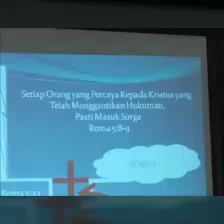 Setiap Orang yang Percaya Kepada Kristus yang
Telah Menggantikan Hukuman,
Pasti Masuk Sorga
Roma 5:8-9